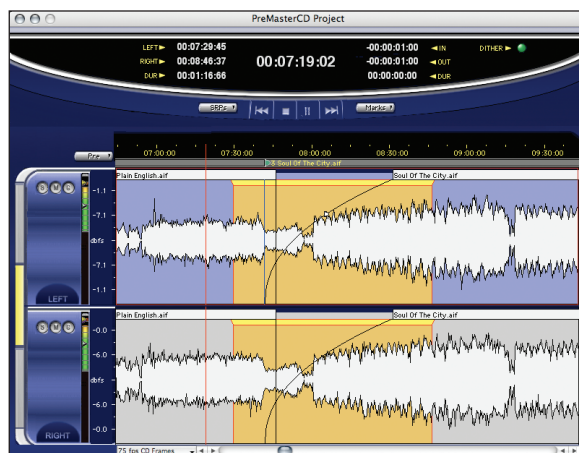 PreMasterCD Project
LEFT► 00:07:29:45 -00:00:01:00 ◄IN DITHER►
RIGHT► 00:08:46:37 00:07:19:02 -00:00:01:00 ◄OUT
DUR► 00:01:16:66 00:00:00:00 ◄DUR
SRPs Marks
Pre
07:00:00 07:30:00 08:00:00 08:30:00 09:00:00 09:30:00
5 Soul Of The City.aif
Plain English.aif Soul Of The City.aif
S M S
-1.1
-7.1
dbfs
-7.1
-1.1
LEFT
Plain English.aif Soul Of The City.aif
-0.0
-6.0
dbfs
-6.0
-0.0
RIGHT
75 fps CD Frames